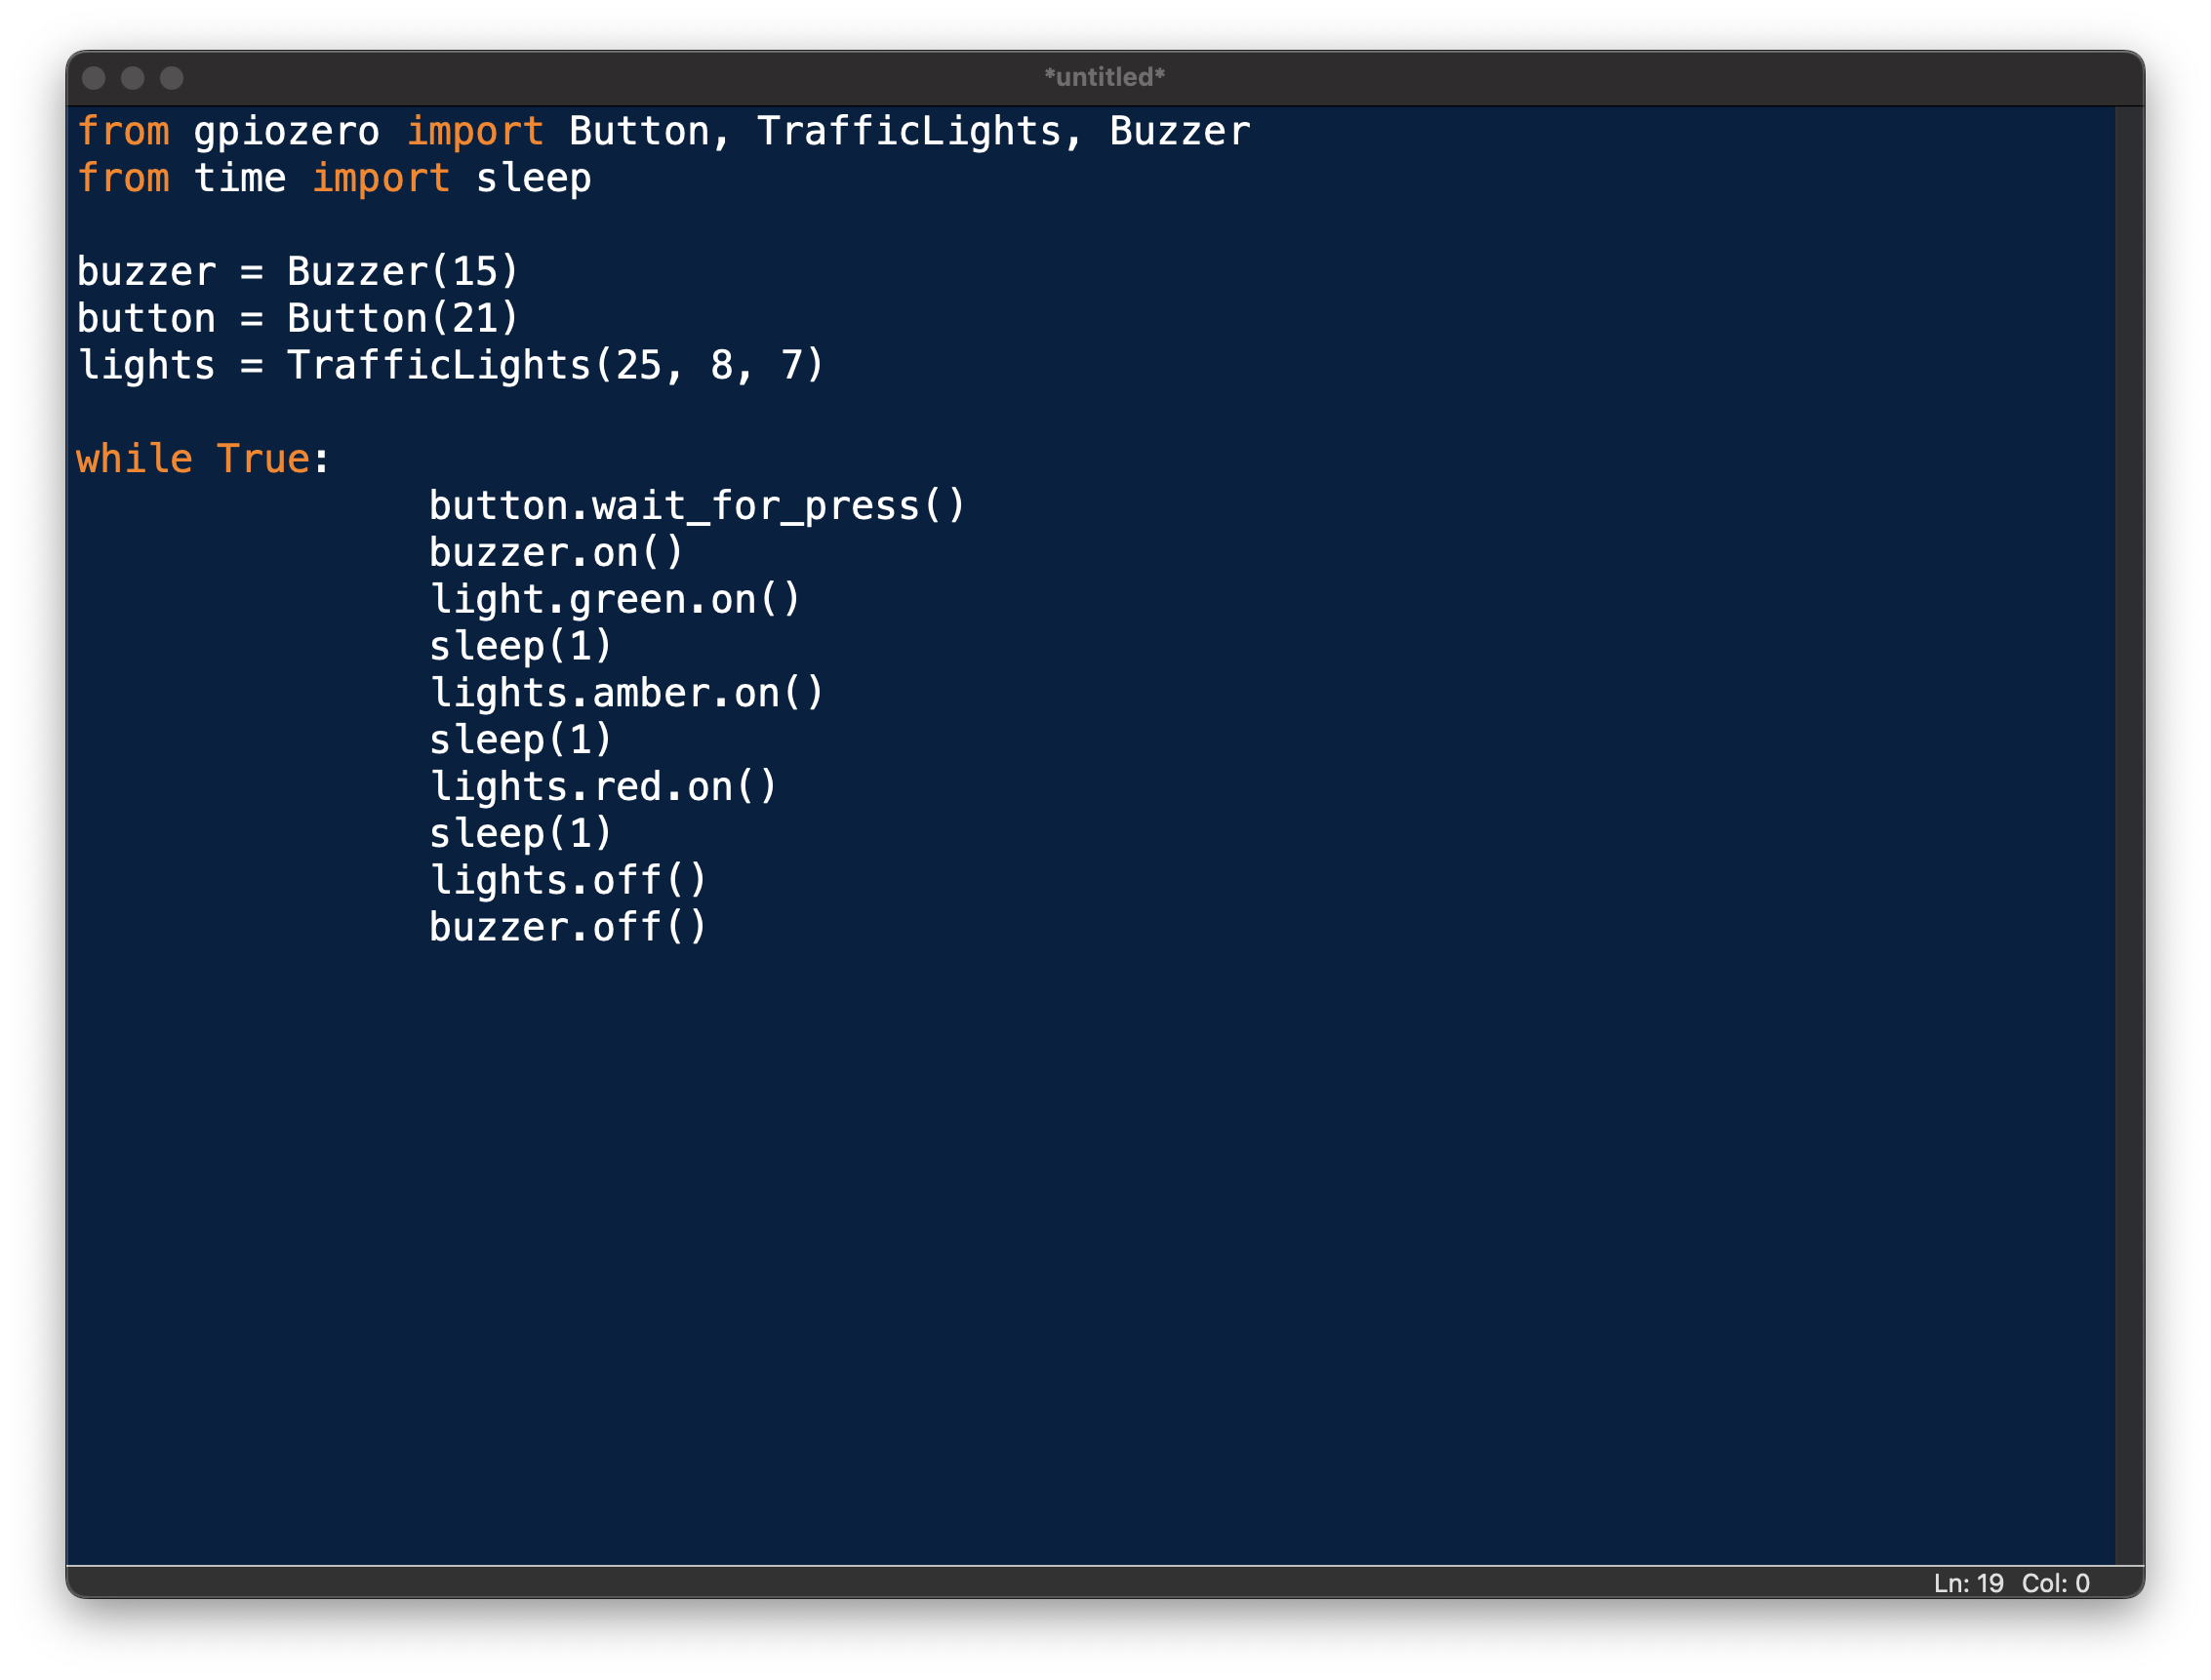 *untitled*
from gpiozero import Button, TrafficLights, Buzzer
from time import sleep

buzzer = Buzzer(15)
button = Button(21)
lights = TrafficLights(25, 8, 7)

while True:
               button.wait_for_press()
               buzzer.on()
               light.green.on()
               sleep(1)
               lights.amber.on()
               sleep(1)
               lights.red.on()
               sleep(1)
               lights.off()
               buzzer.off()
Ln: 19 Col: 0